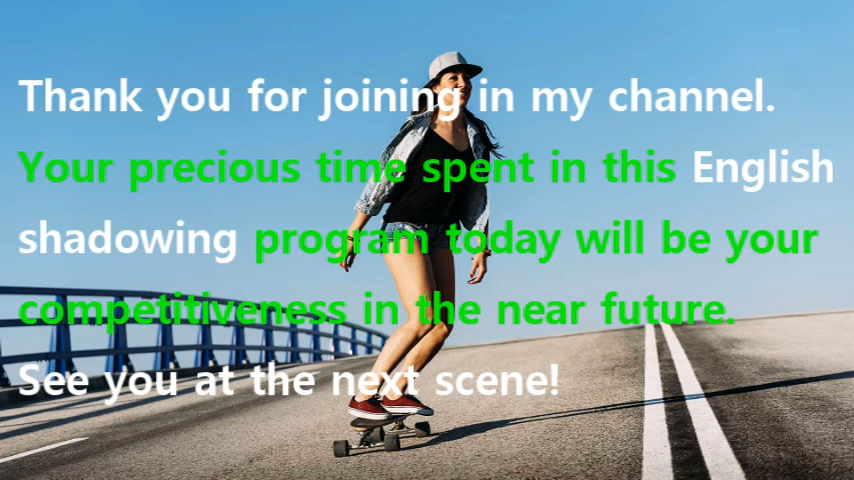 Thank you for joining in my channel.
Your precious time spent in this English
shadowing program today will be your
competitiveness in the near future.
See you at the next scene!